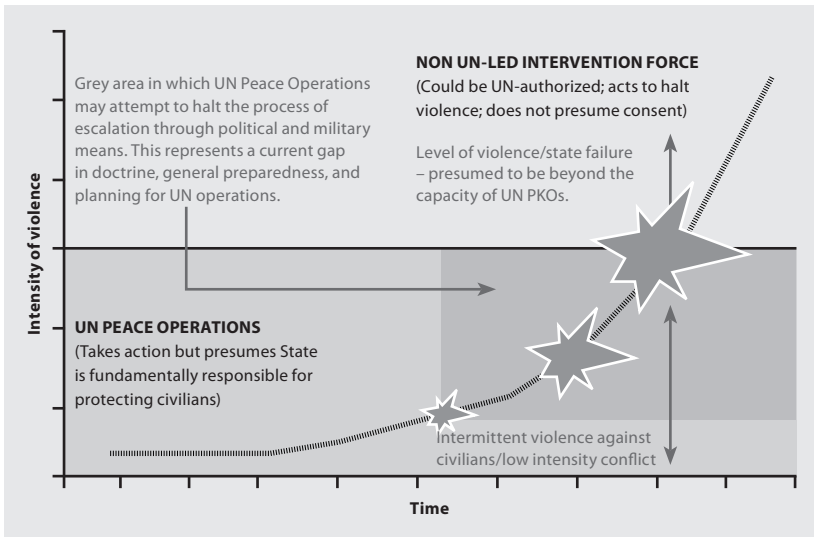 Grey area in which UN Peace Operations
may attempt to halt the process of
escalation through political and military
means. This represents a current gap
in doctrine, general preparedness, and
planning for UN operations.
NON UN-LED INTERVENTION FORCE
(Could be UN-authorized; acts to halt
violence; does not presume consent)
Level of violence/state failure
– presumed to be beyond the
capacity of UN PKOs.
Intensity of violence
UN PEACE OPERATIONS
(Takes action but presumes State
is fundamentally responsible for
protecting civilians)
Intermittent violence against
civilians/low intensity conflict
Time